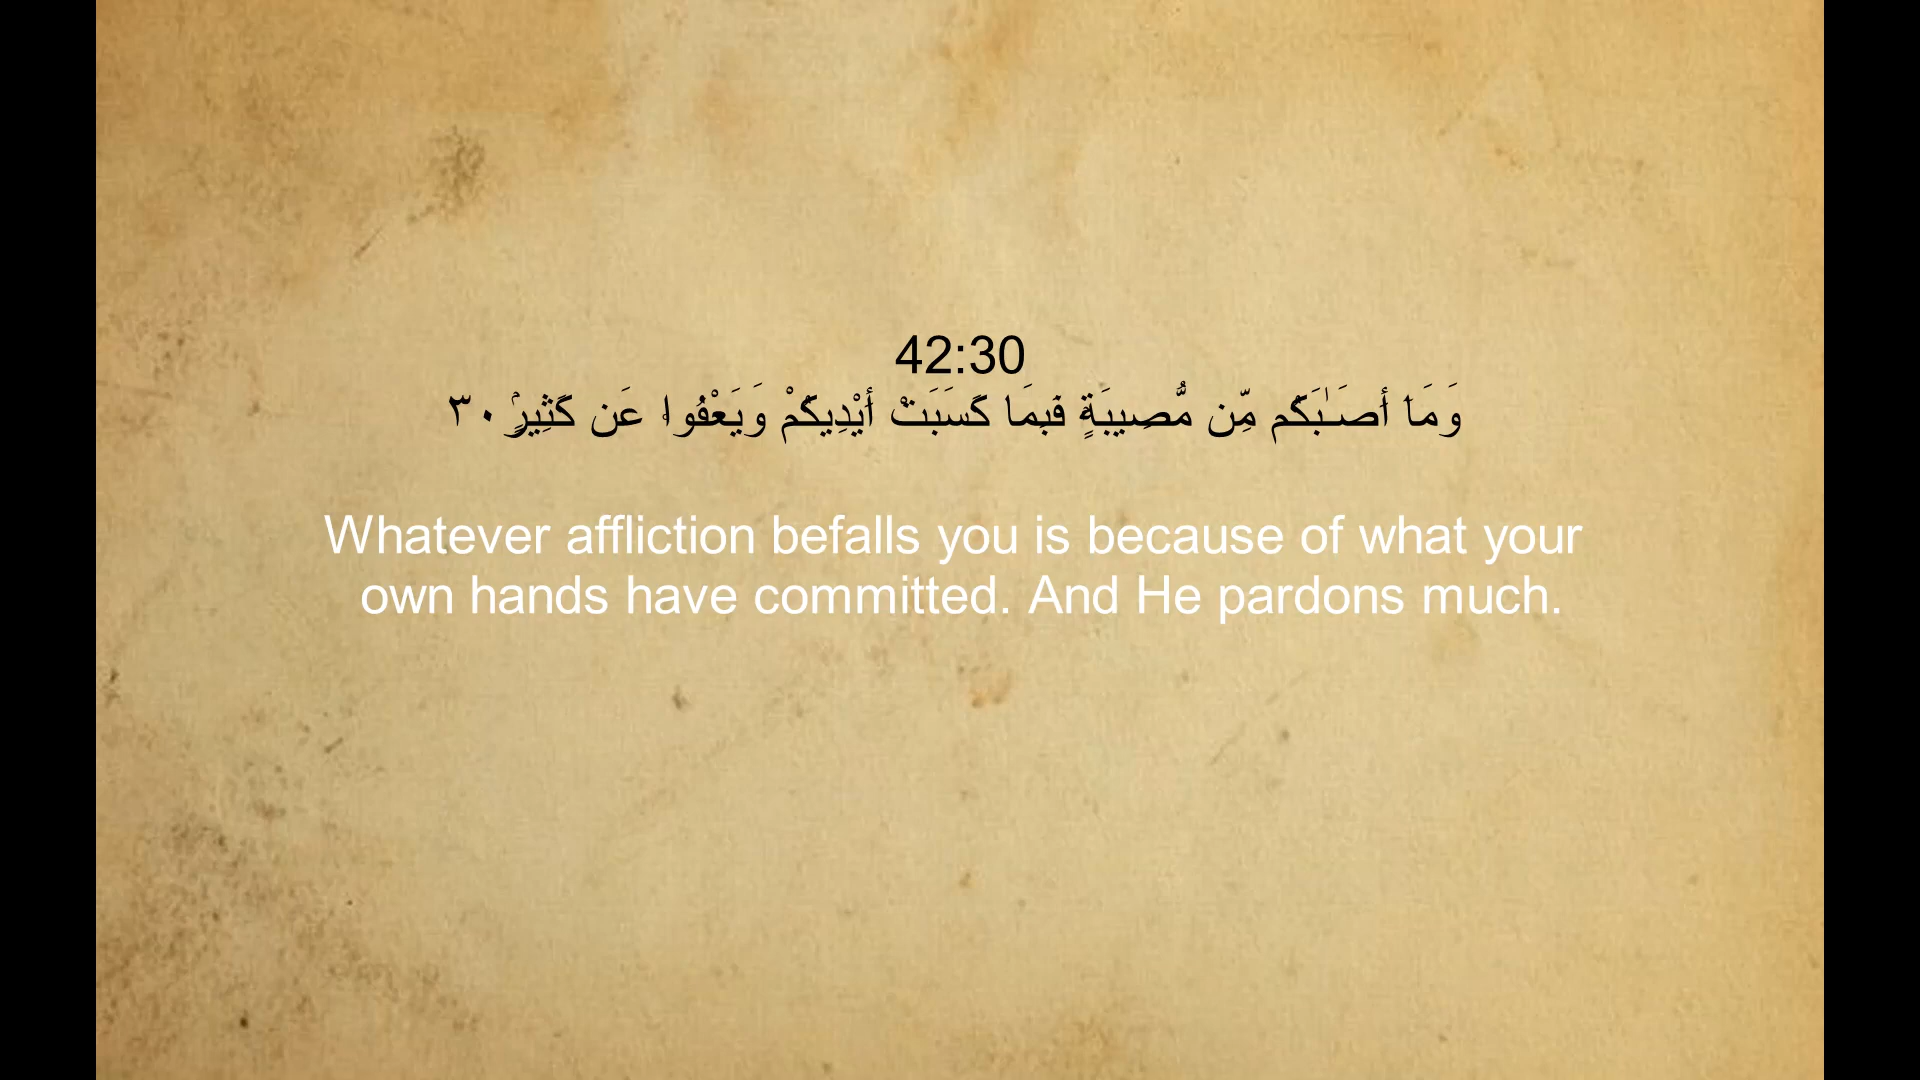 42:30
وَمَآ أَصَـٰبَكُم مِّن مُّصِيبَةٍ فَبِمَا كَسَبَتْ أَيْدِيكُمْ وَيَعْفُوا۟ عَن كَثِيرٍۢ ٣٠
Whatever affliction befalls you is because of what your
own hands have committed. And He pardons much.